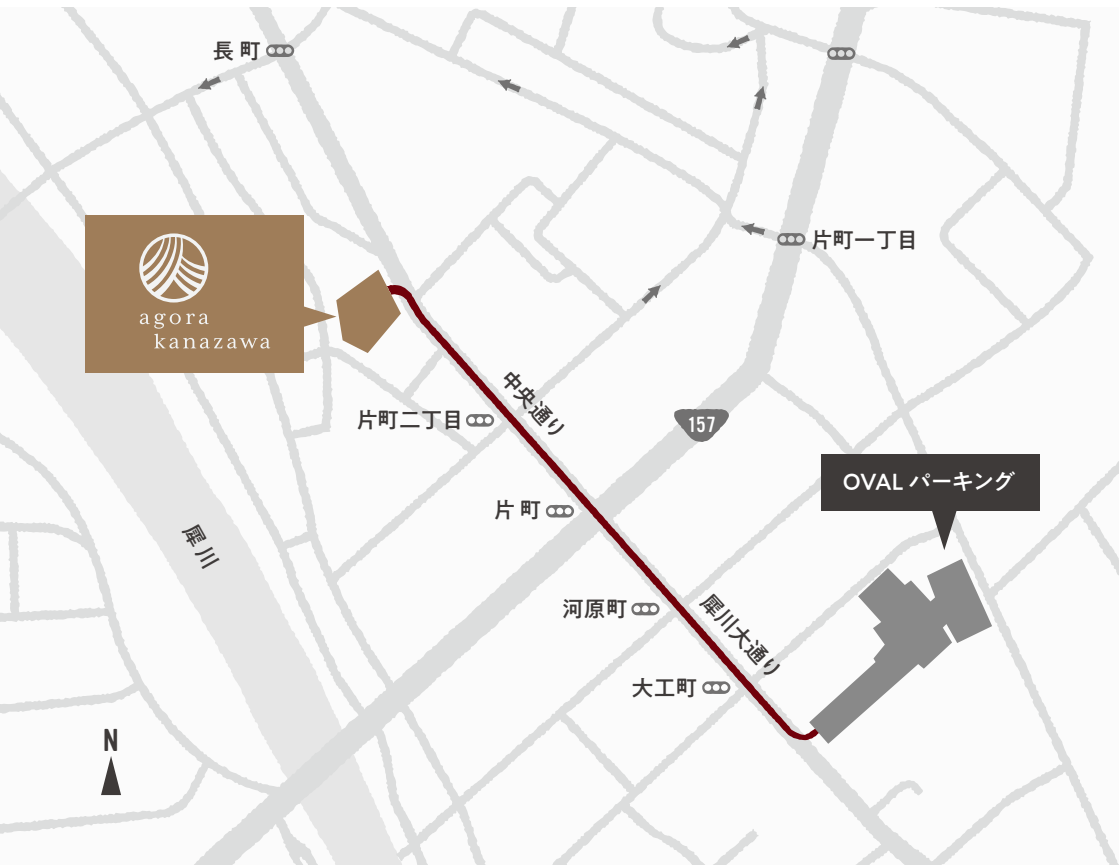 長町
agora
kanazawa
片町一丁目
中央通り
片町二丁目
157
OVAL パーキング
片町
犀川
河原町
犀川大通り
大工町
N